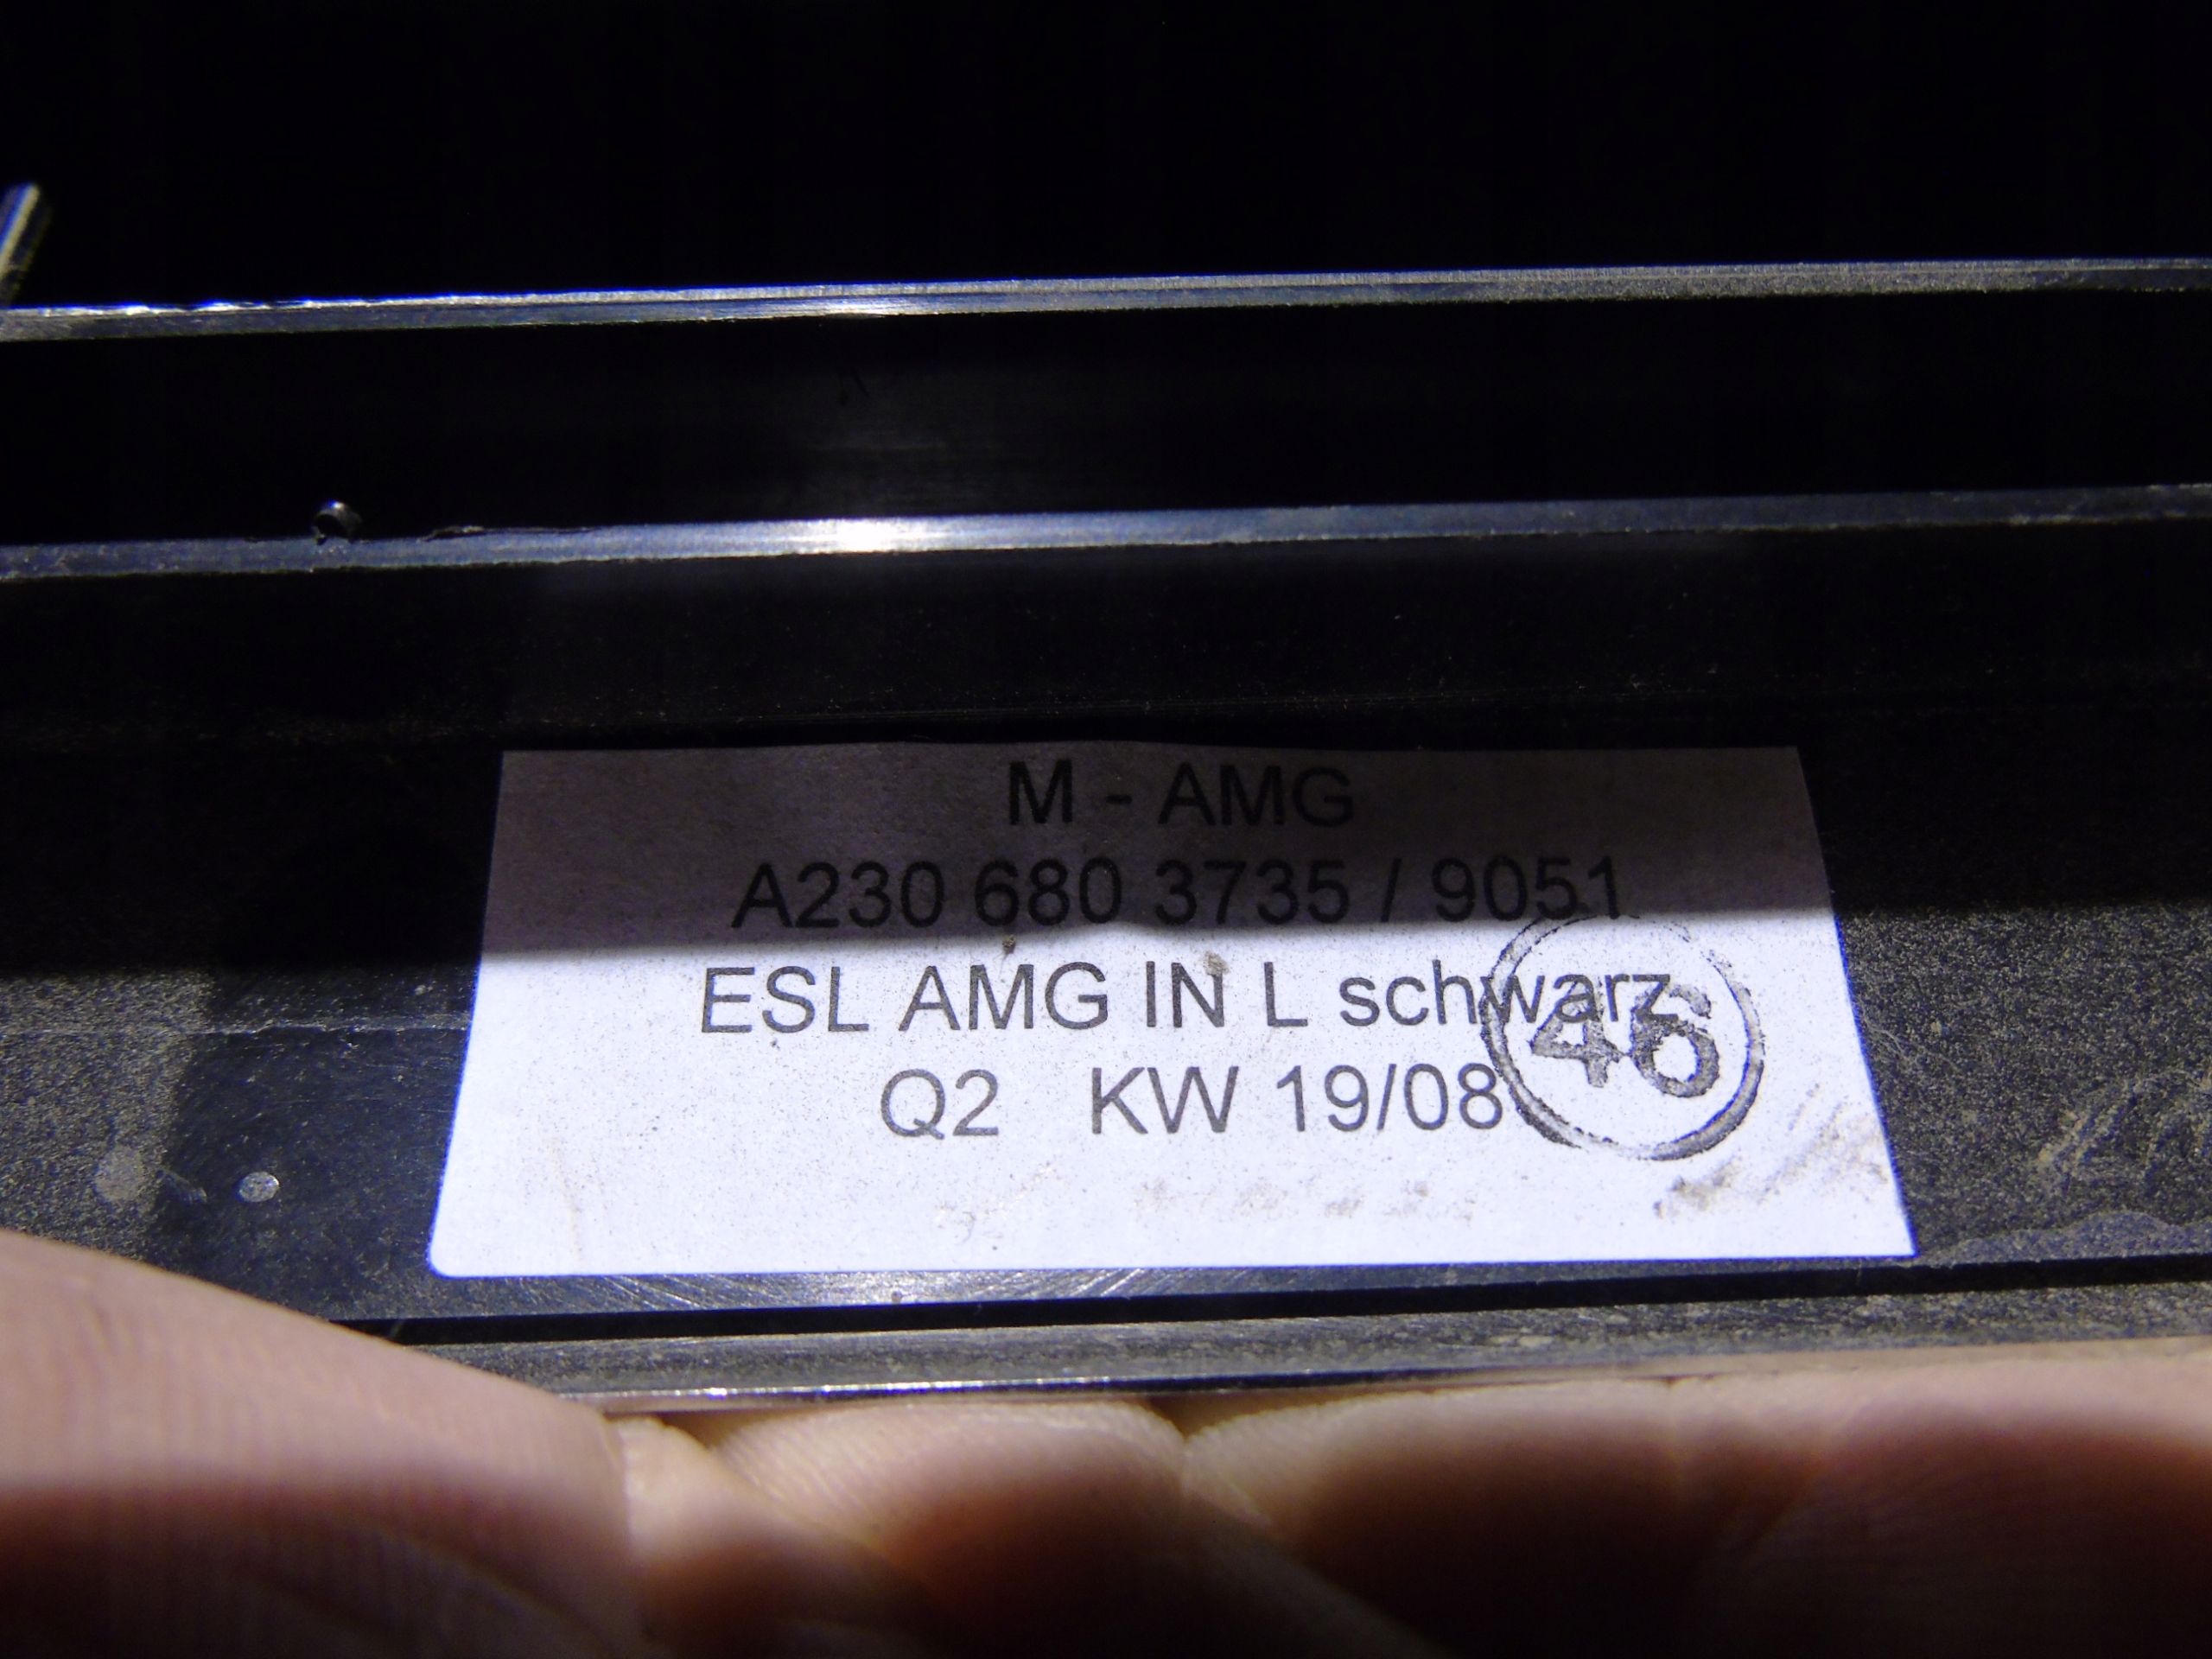 M - AMG
A230 680 3735 / 9051
ESL AMG IN L schwarz
Q2 KW 19/08
46